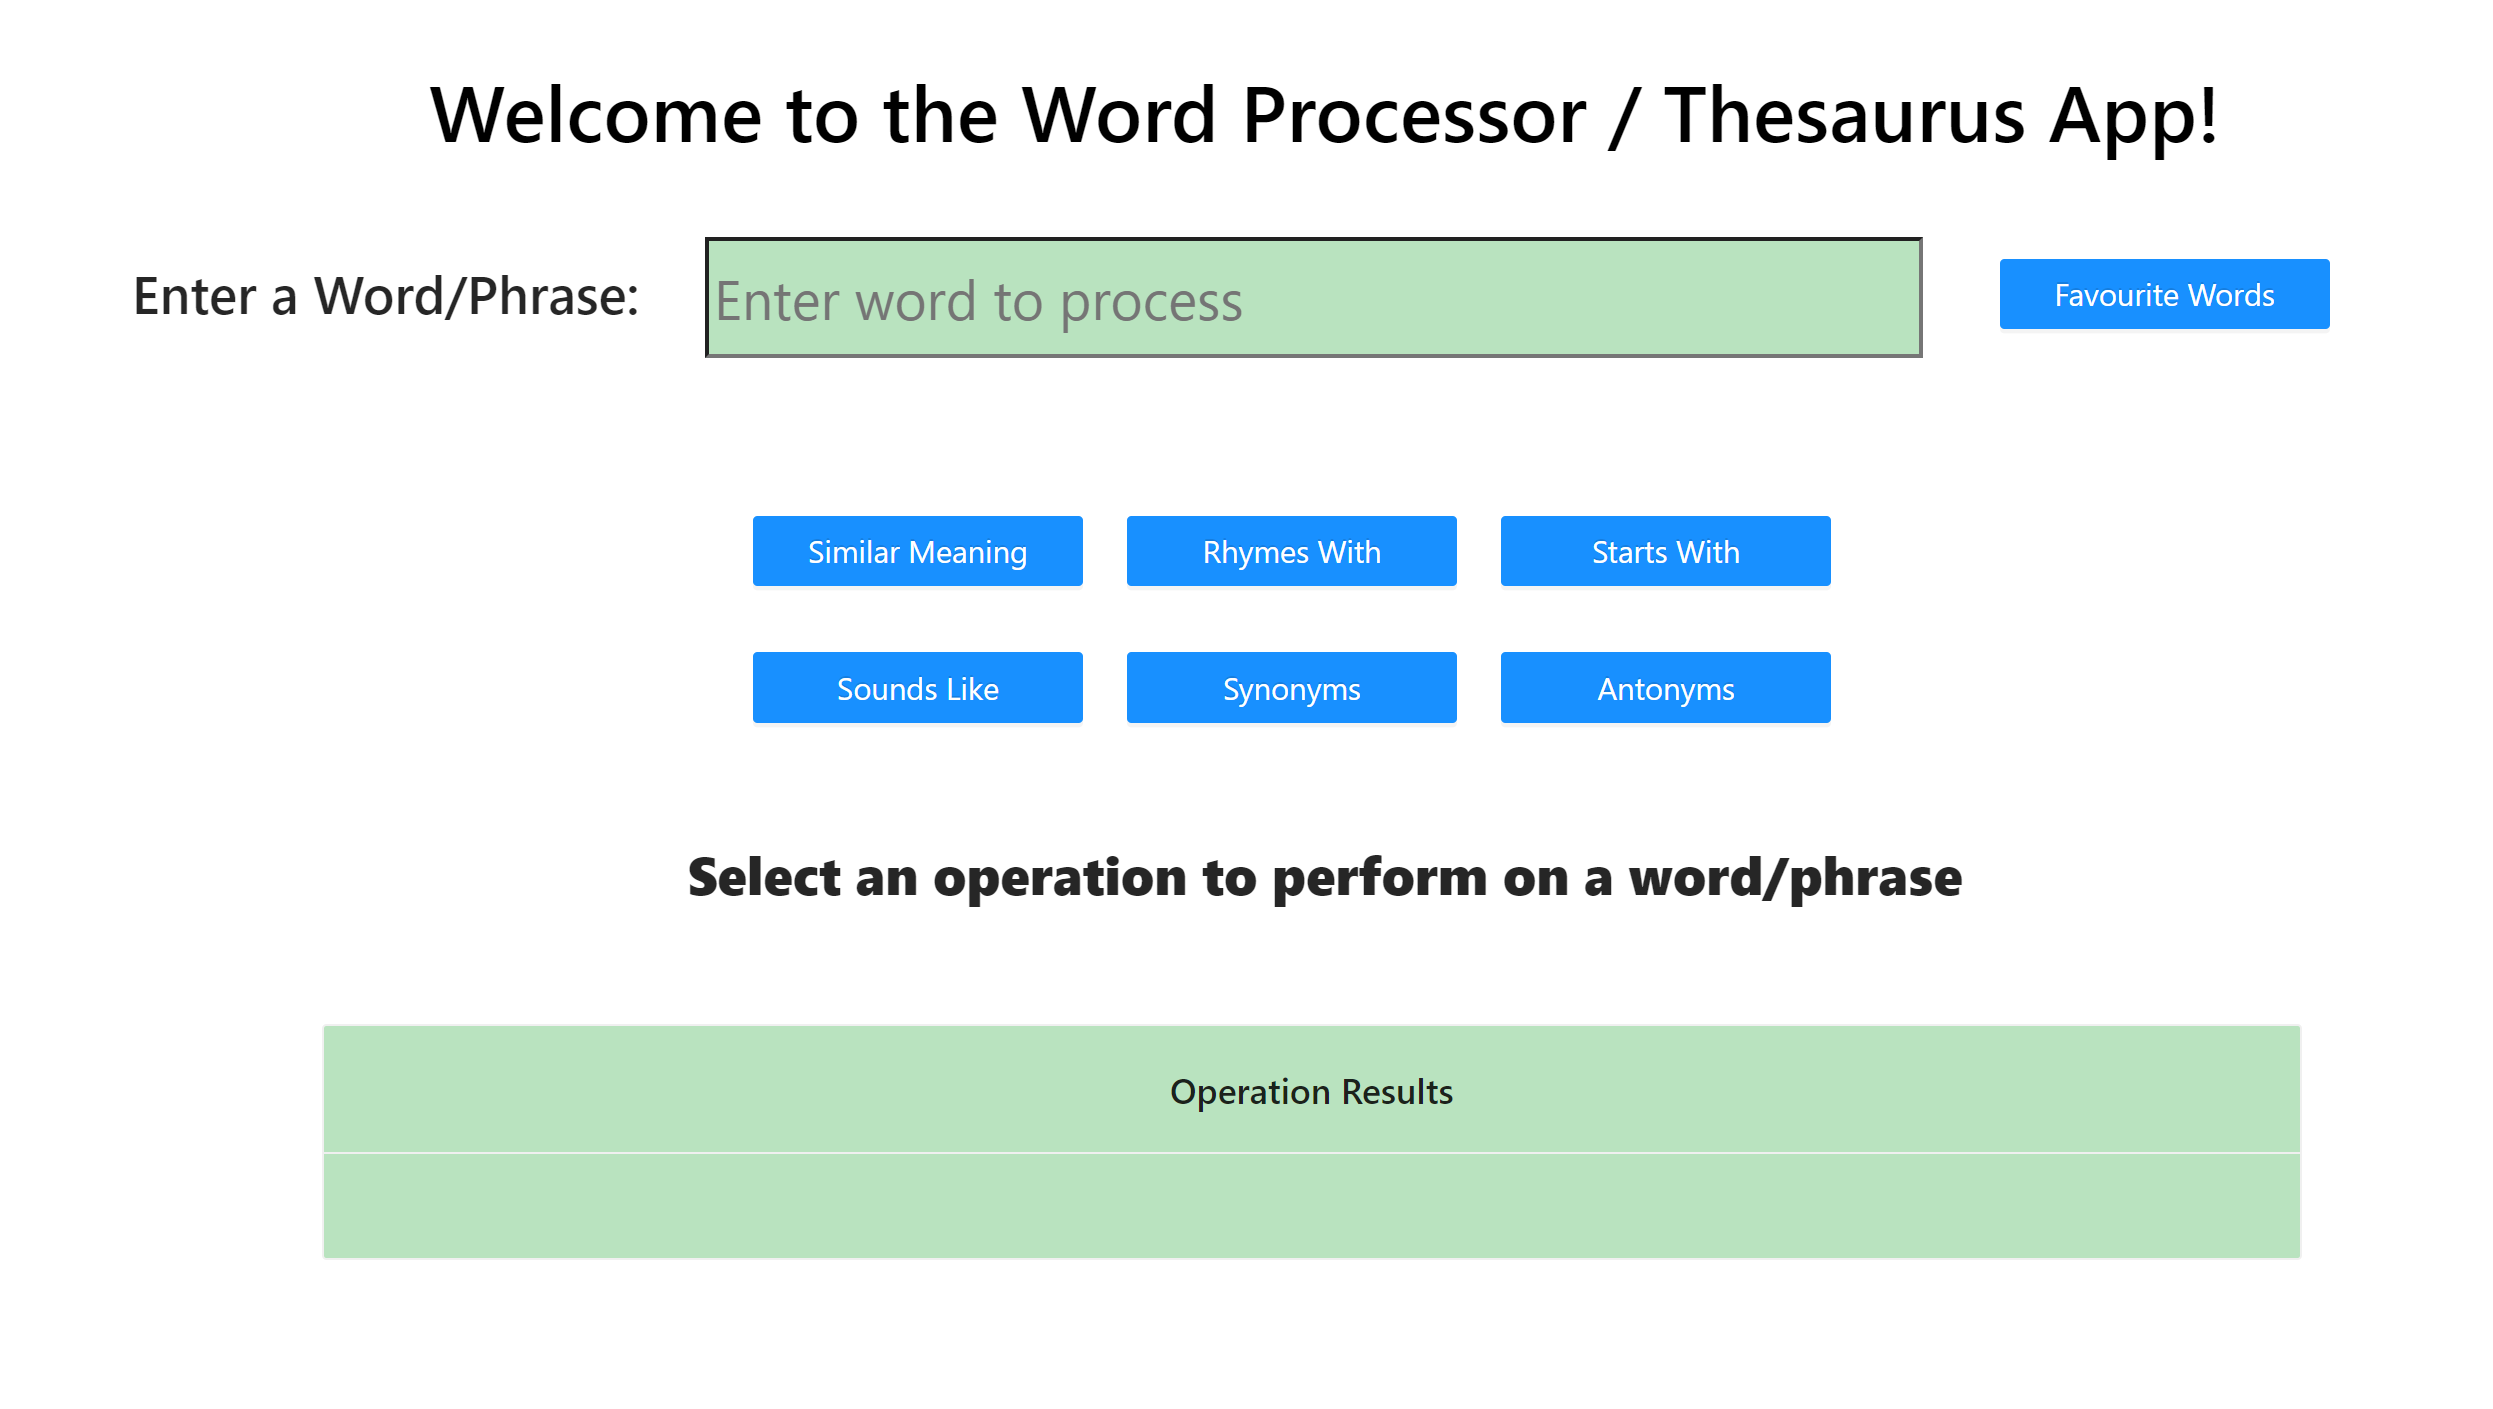 Welcome to the Word Processor / Thesaurus App!
Enter a Word/Phrase:
Enter word to process
Favourite Words
Similar Meaning
Rhymes With
Starts With
Sounds Like
Synonyms
Antonyms
Select an operation to perform on a word/phrase
Operation Results